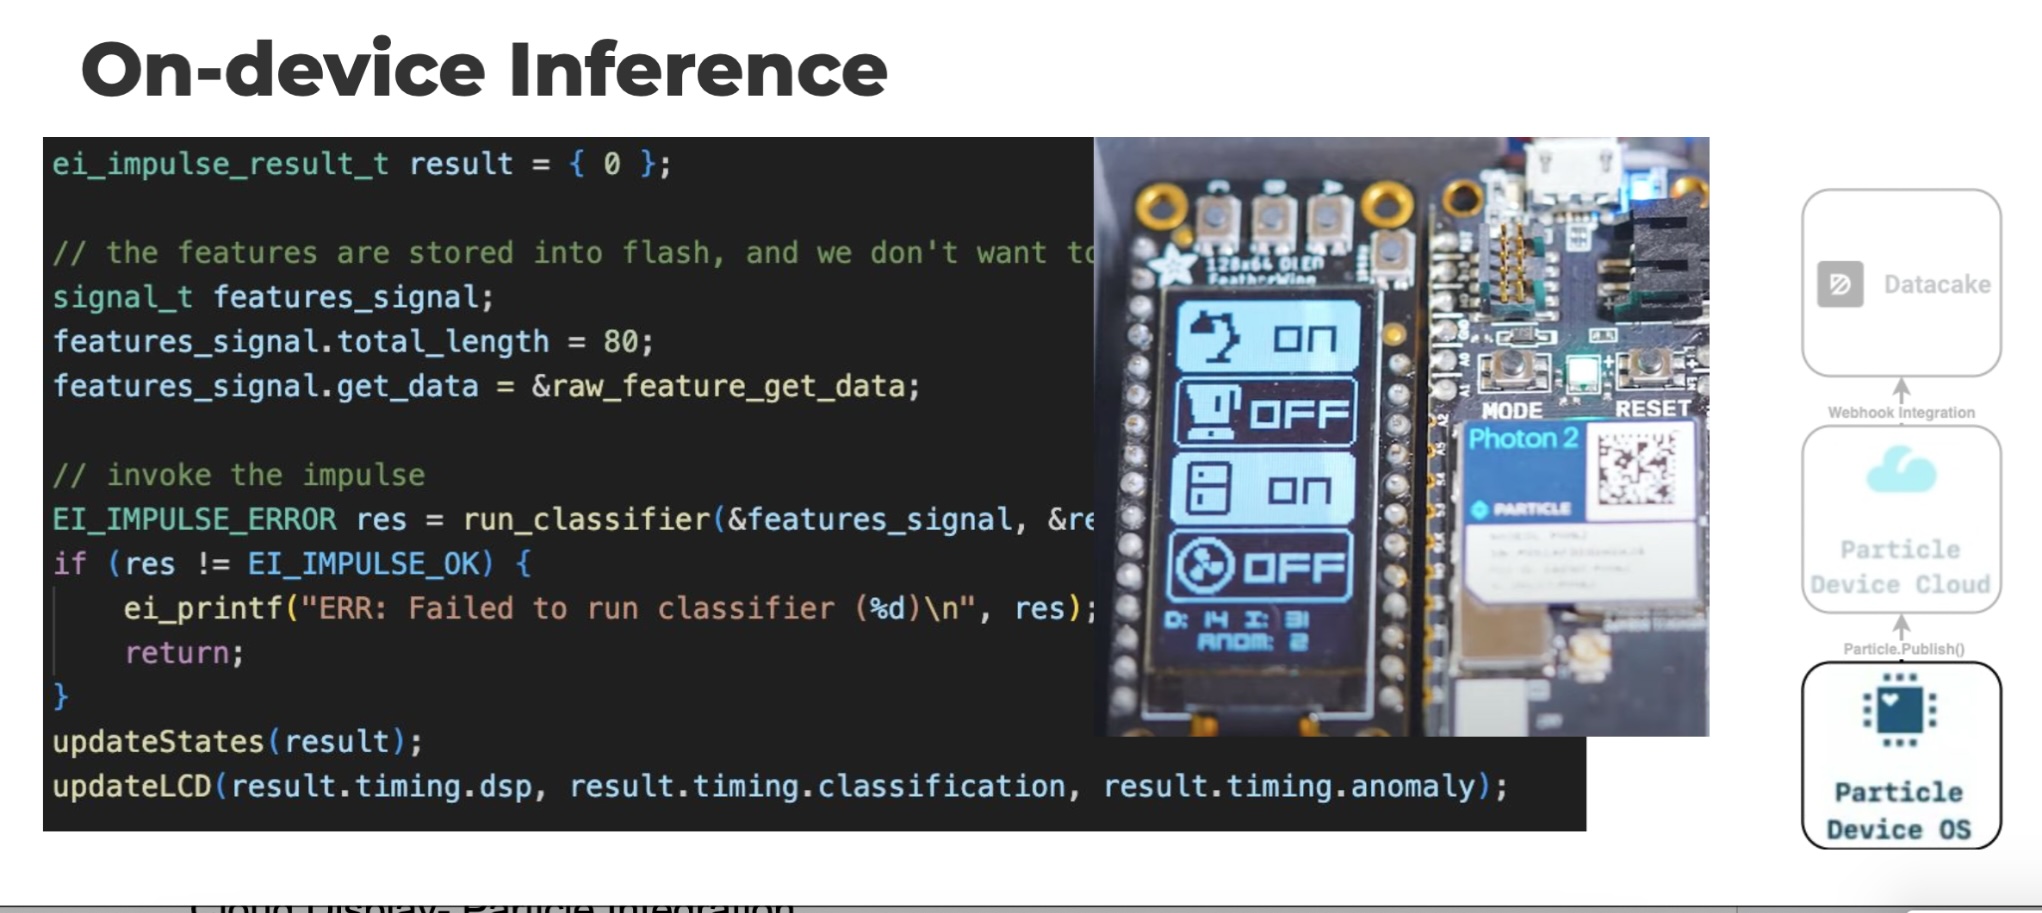 On-device Inference
ei_impulse_result_t result = { 0 };
// the features are stored into flash, and we don't want to
signal_t features_signal;
features_signal.total_length = 80;
features_signal.get_data = &raw_feature_get_data;
// invoke the impulse
EI_IMPULSE_ERROR res = run_classifier(&features_signal, &re
if (res != EI_IMPULSE_OK) {
ei_printf("ERR: Failed to run classifier (%d)\n", res);
return;
}
updateStates(result);
updateLCD(result.timing.dsp, result.timing.classification, result.timing.anomaly);
C B A
128x64 OLED
FeatherWing
on
OFF
on
OFF
D: 14 I: 31
ANOM: 2
MODE RESET
Photon 2
PARTICLE
Datacake
Webhook Integration
Particle
Device Cloud
Particle.Publish()
Particle
Device OS
Cloud Display- Particle Integration